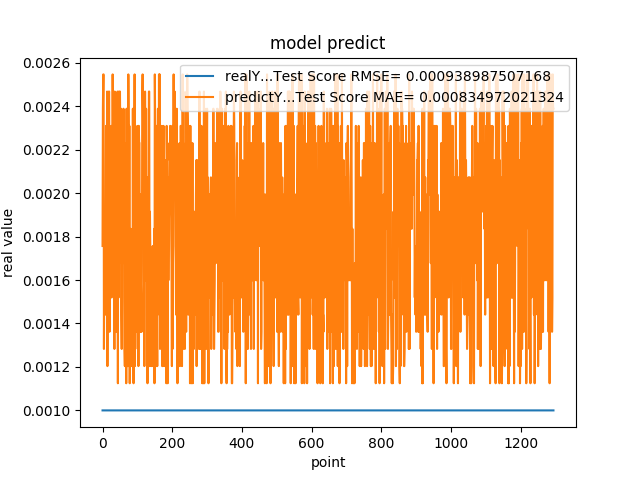 model predict
realY...Test Score RMSE= 0.000938987507168
predictY...Test Score MAE= 0.000834972021324
real value
0.0026
0.0024
0.0022
0.0020
0.0018
0.0016
0.0014
0.0012
0.0010
0 200 400 600 800 1000 1200
point